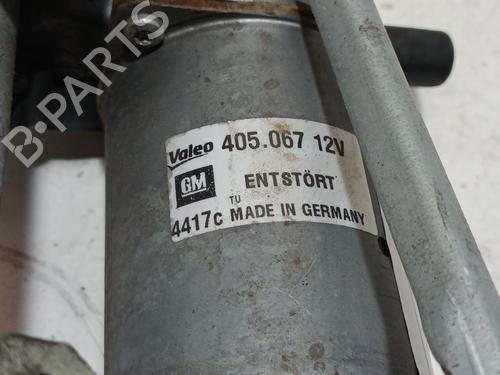 B-PARTS
Valeo 405.067 12V
GM ENTSTÖRT
TU
4417c MADE IN GERMANY